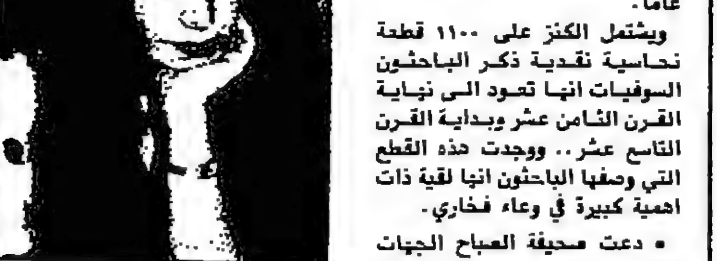 عاما.
ويشتمل الكنز على ١١٠٠ قطعة
نحاسية نقدية ذكر الباحثون
السوفيات انها تعود الى نهاية
القرن الثامن عشر وبداية القرن
التاسع عشر.. ووجدت هذه القطع
التي وصفها الباحثون انها لقية ذات
اهمية كبيرة في وعاء فخاري.
▪ دعت صحيفة الصباح الجهات